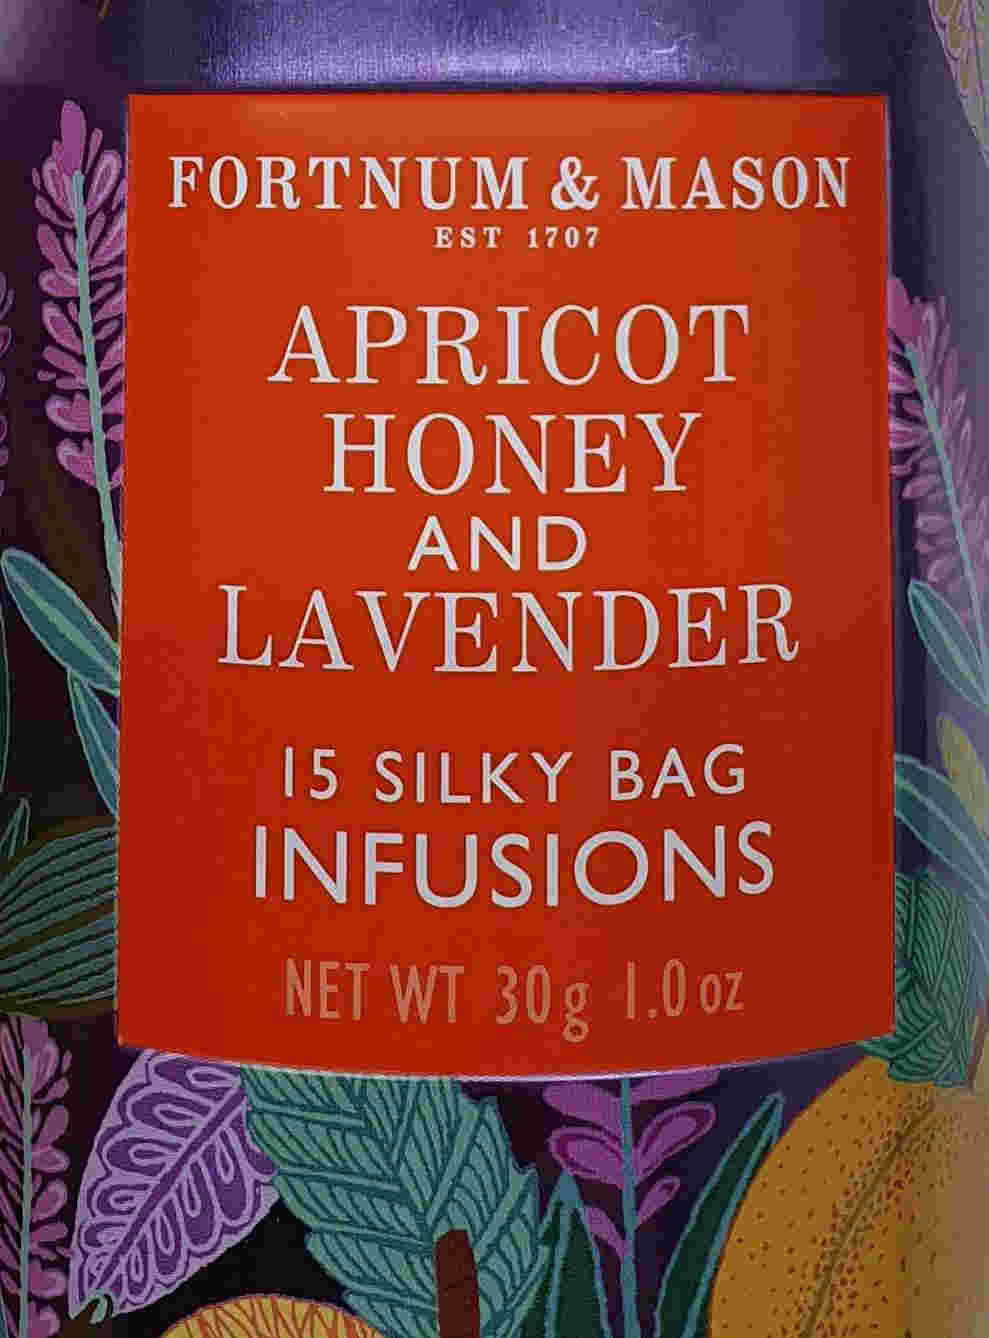 FORTNUM & MASON
EST 1707
APRICOT
HONEY
AND
LAVENDER
15 SILKY BAG
INFUSIONS
NET WT 30g 1.0 oz